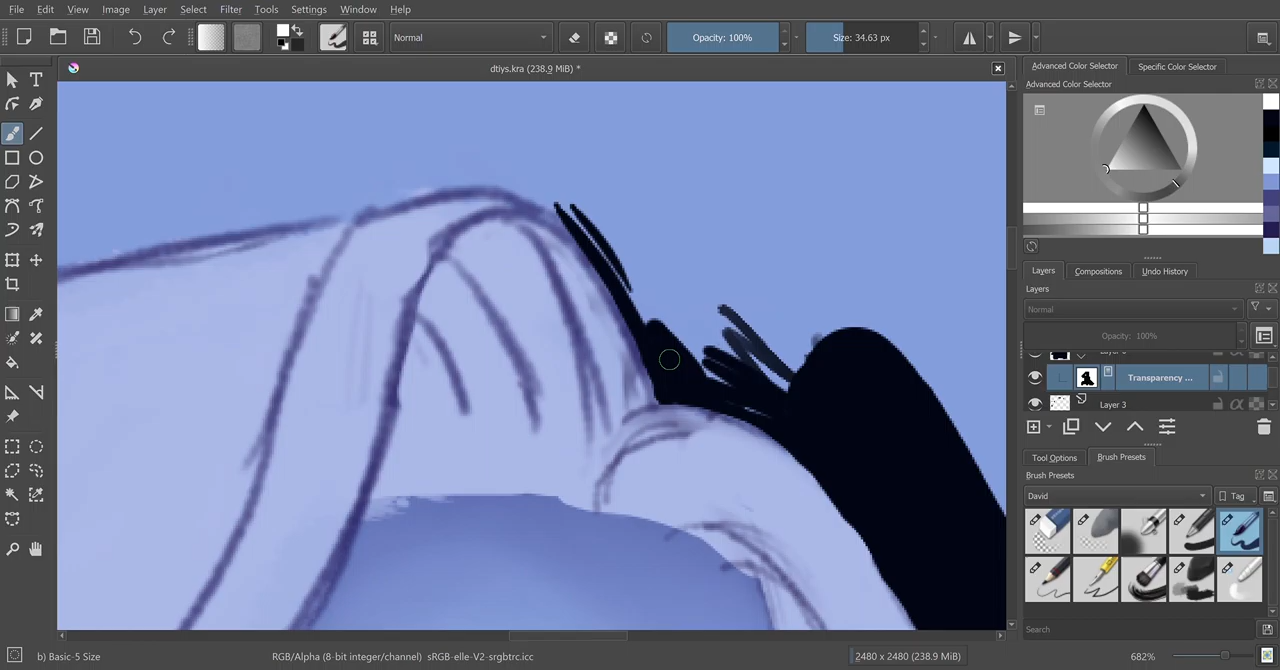 File Edit View Image Layer Select Filter Tools Settings Window Help
Normal Opacity: 100% Size: 34.63 px
dtiys.kra (238.9 MiB) *
Advanced Color Selector Specific Color Selector
Advanced Color Selector
Layers Compositions Undo History
Layers
Normal
Opacity: 100%
Transparency ...
Layer 3
Tool Options Brush Presets
Brush Presets
David Tag
Search
b) Basic-5 Size RGB/Alpha (8-bit integer/channel) sRGB-elle-V2-srgbtrc.icc 2480 x 2480 (238.9 MiB) 682%